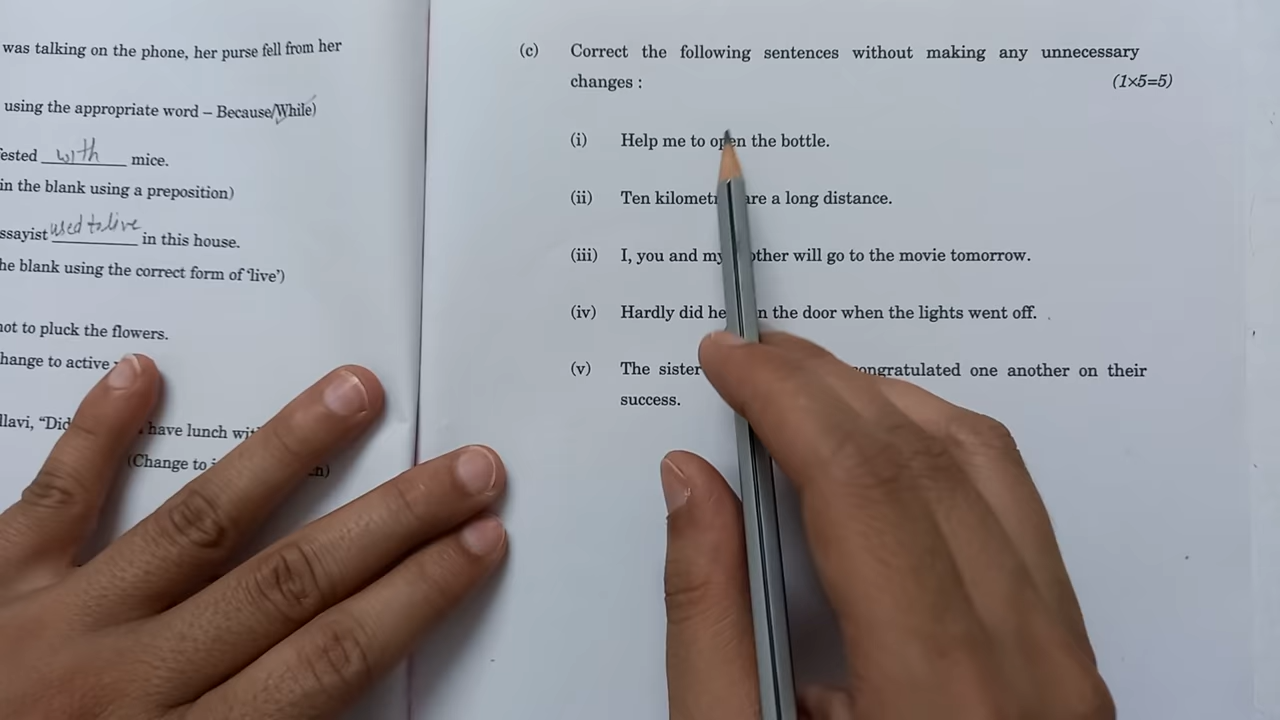 was talking on the phone, her purse fell from her
using the appropriate word – Because/While)
ested with mice.
in the blank using a preposition)
ssayist used to live in this house.
he blank using the correct form of 'live')
not to pluck the flowers.
hange to active
llavi, "Did have lunch wit
(Change to
(c) Correct the following sentences without making any unnecessary
changes : (1×5=5)
(i) Help me to open the bottle.
(ii) Ten kilomet are a long distance.
(iii) I, you and my other will go to the movie tomorrow.
(iv) Hardly did he n the door when the lights went off.
(v) The sister ongratulated one another on their
success.